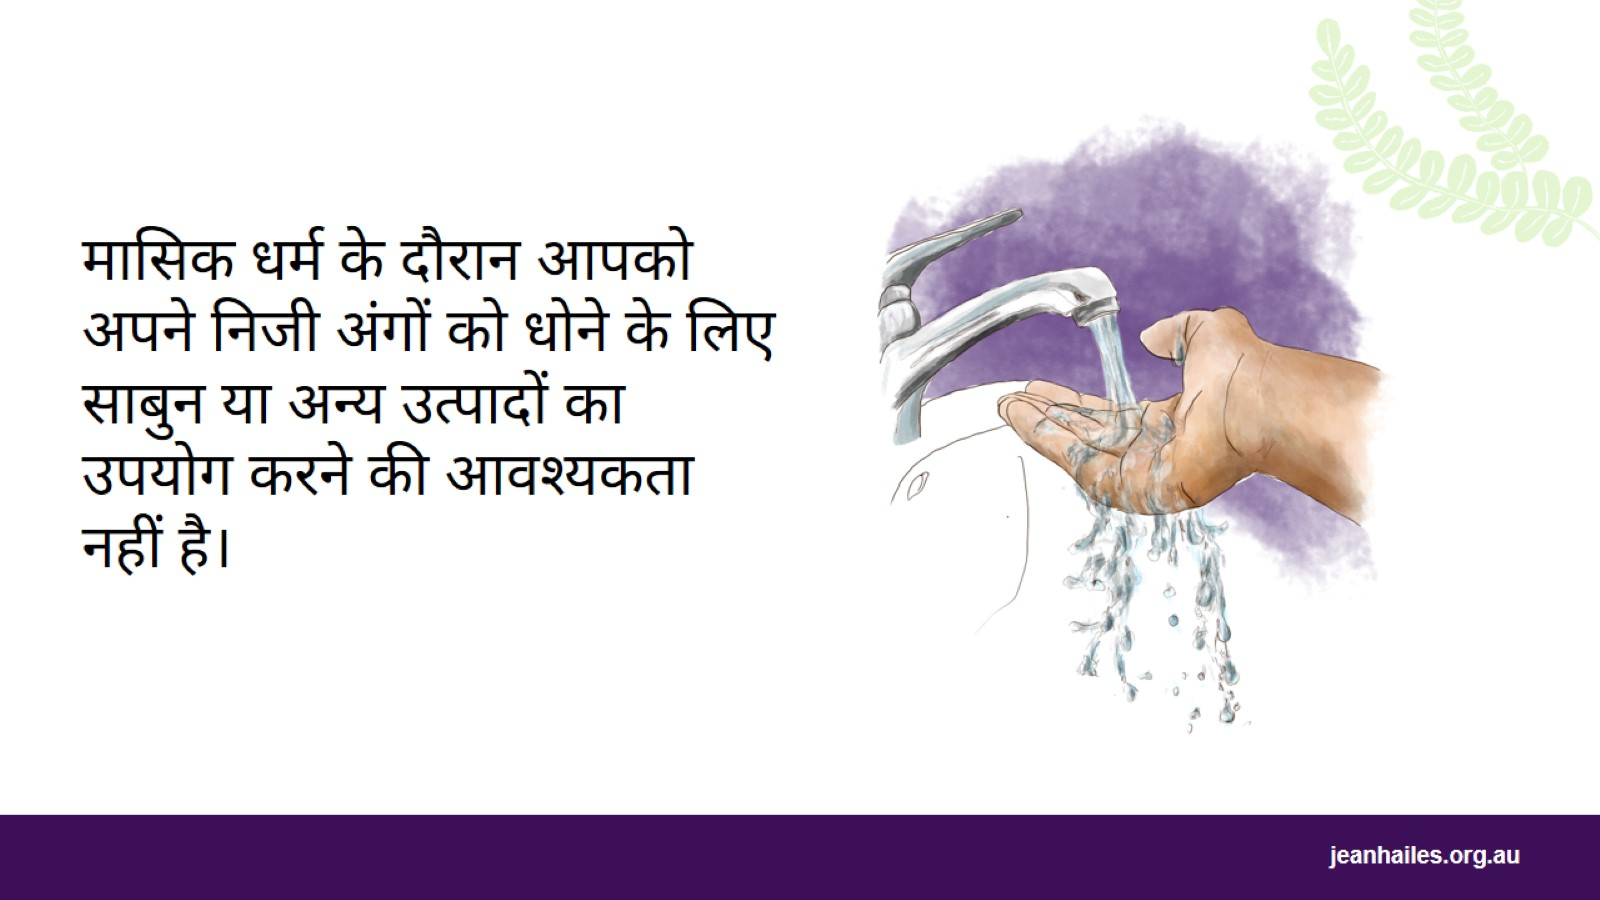 मासिक धर्म के दौरान आपको
अपने निजी अंगों को धोने के लिए
साबुन या अन्य उत्पादों का
उपयोग करने की आवश्यकता
नहीं है।
jeanhailes.org.au